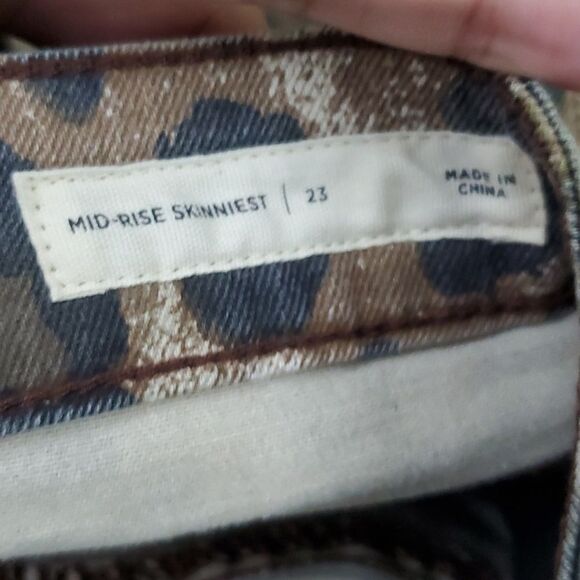 MID-RISE SKINNIEST | 23
MADE IN
CHINA